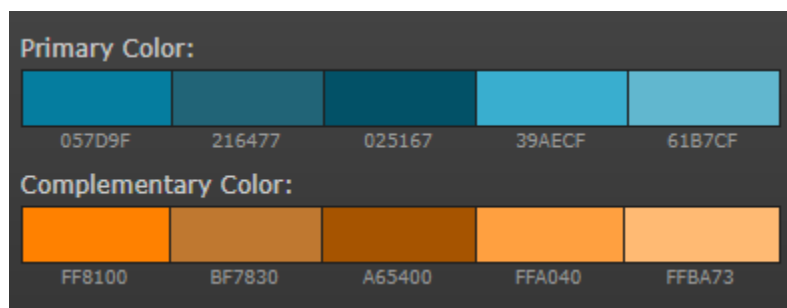 Primary Color:
057D9F 216477 025167 39AECF 61B7CF
Complementary Color:
FF8100 BF7830 A65400 FFA040 FFBA73